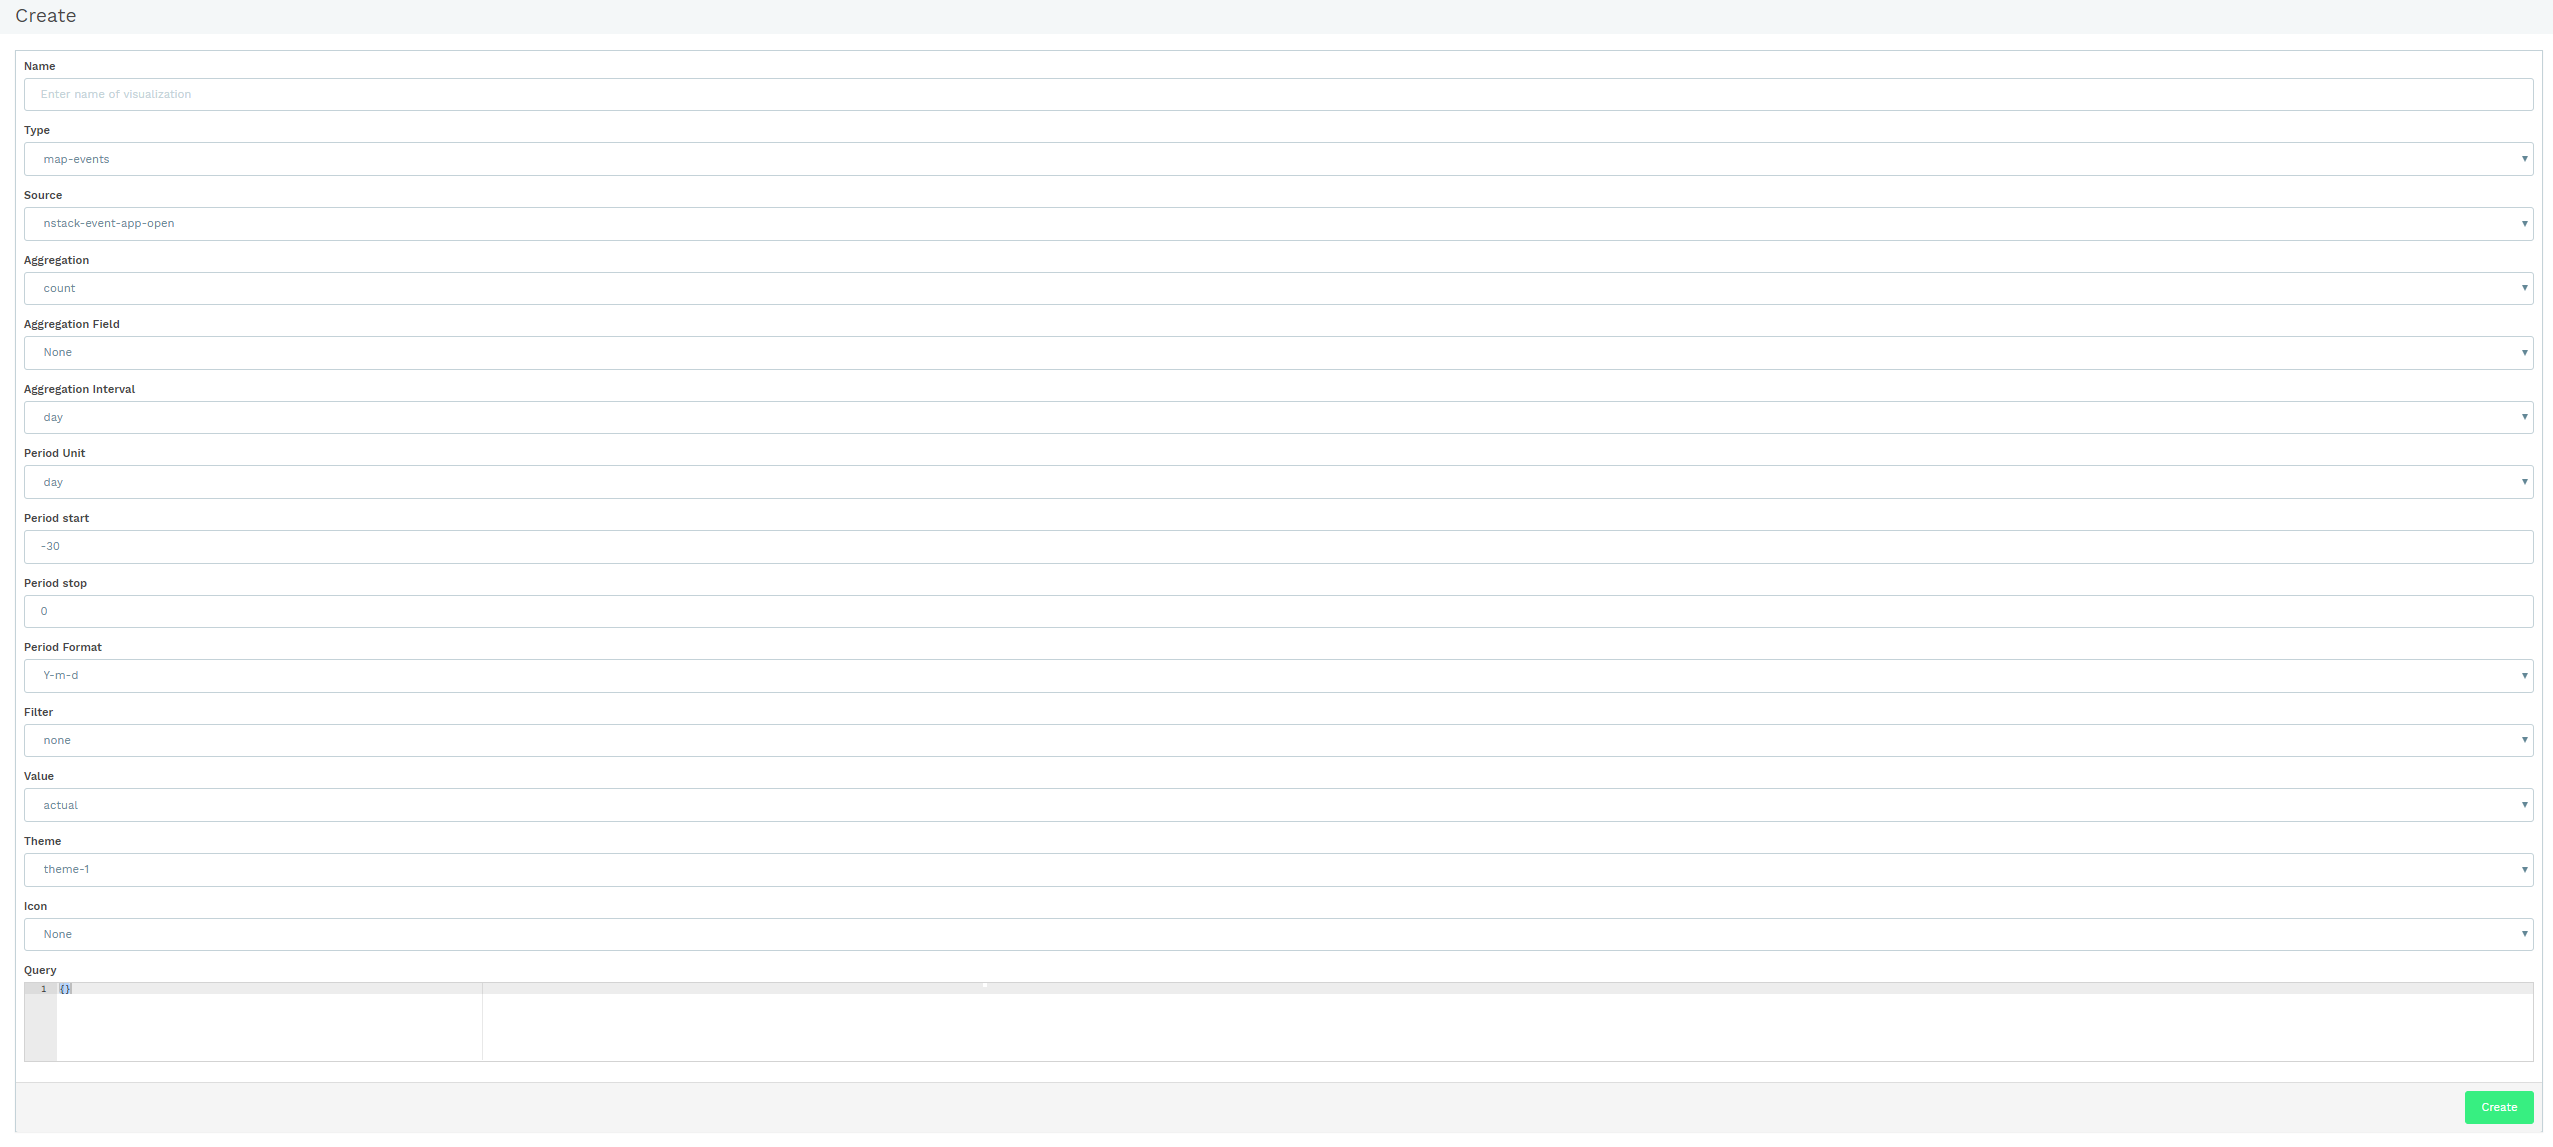 Create
Name
Enter name of visualization
Type
map-events
Source
nstack-event-app-open
Aggregation
count
Aggregation Field
None
Aggregation Interval
day
Period Unit
day
Period start
-30
Period stop
0
Period Format
Y-m-d
Filter
none
Value
actual
Theme
theme-1
Icon
None
Query
1 {}
Create